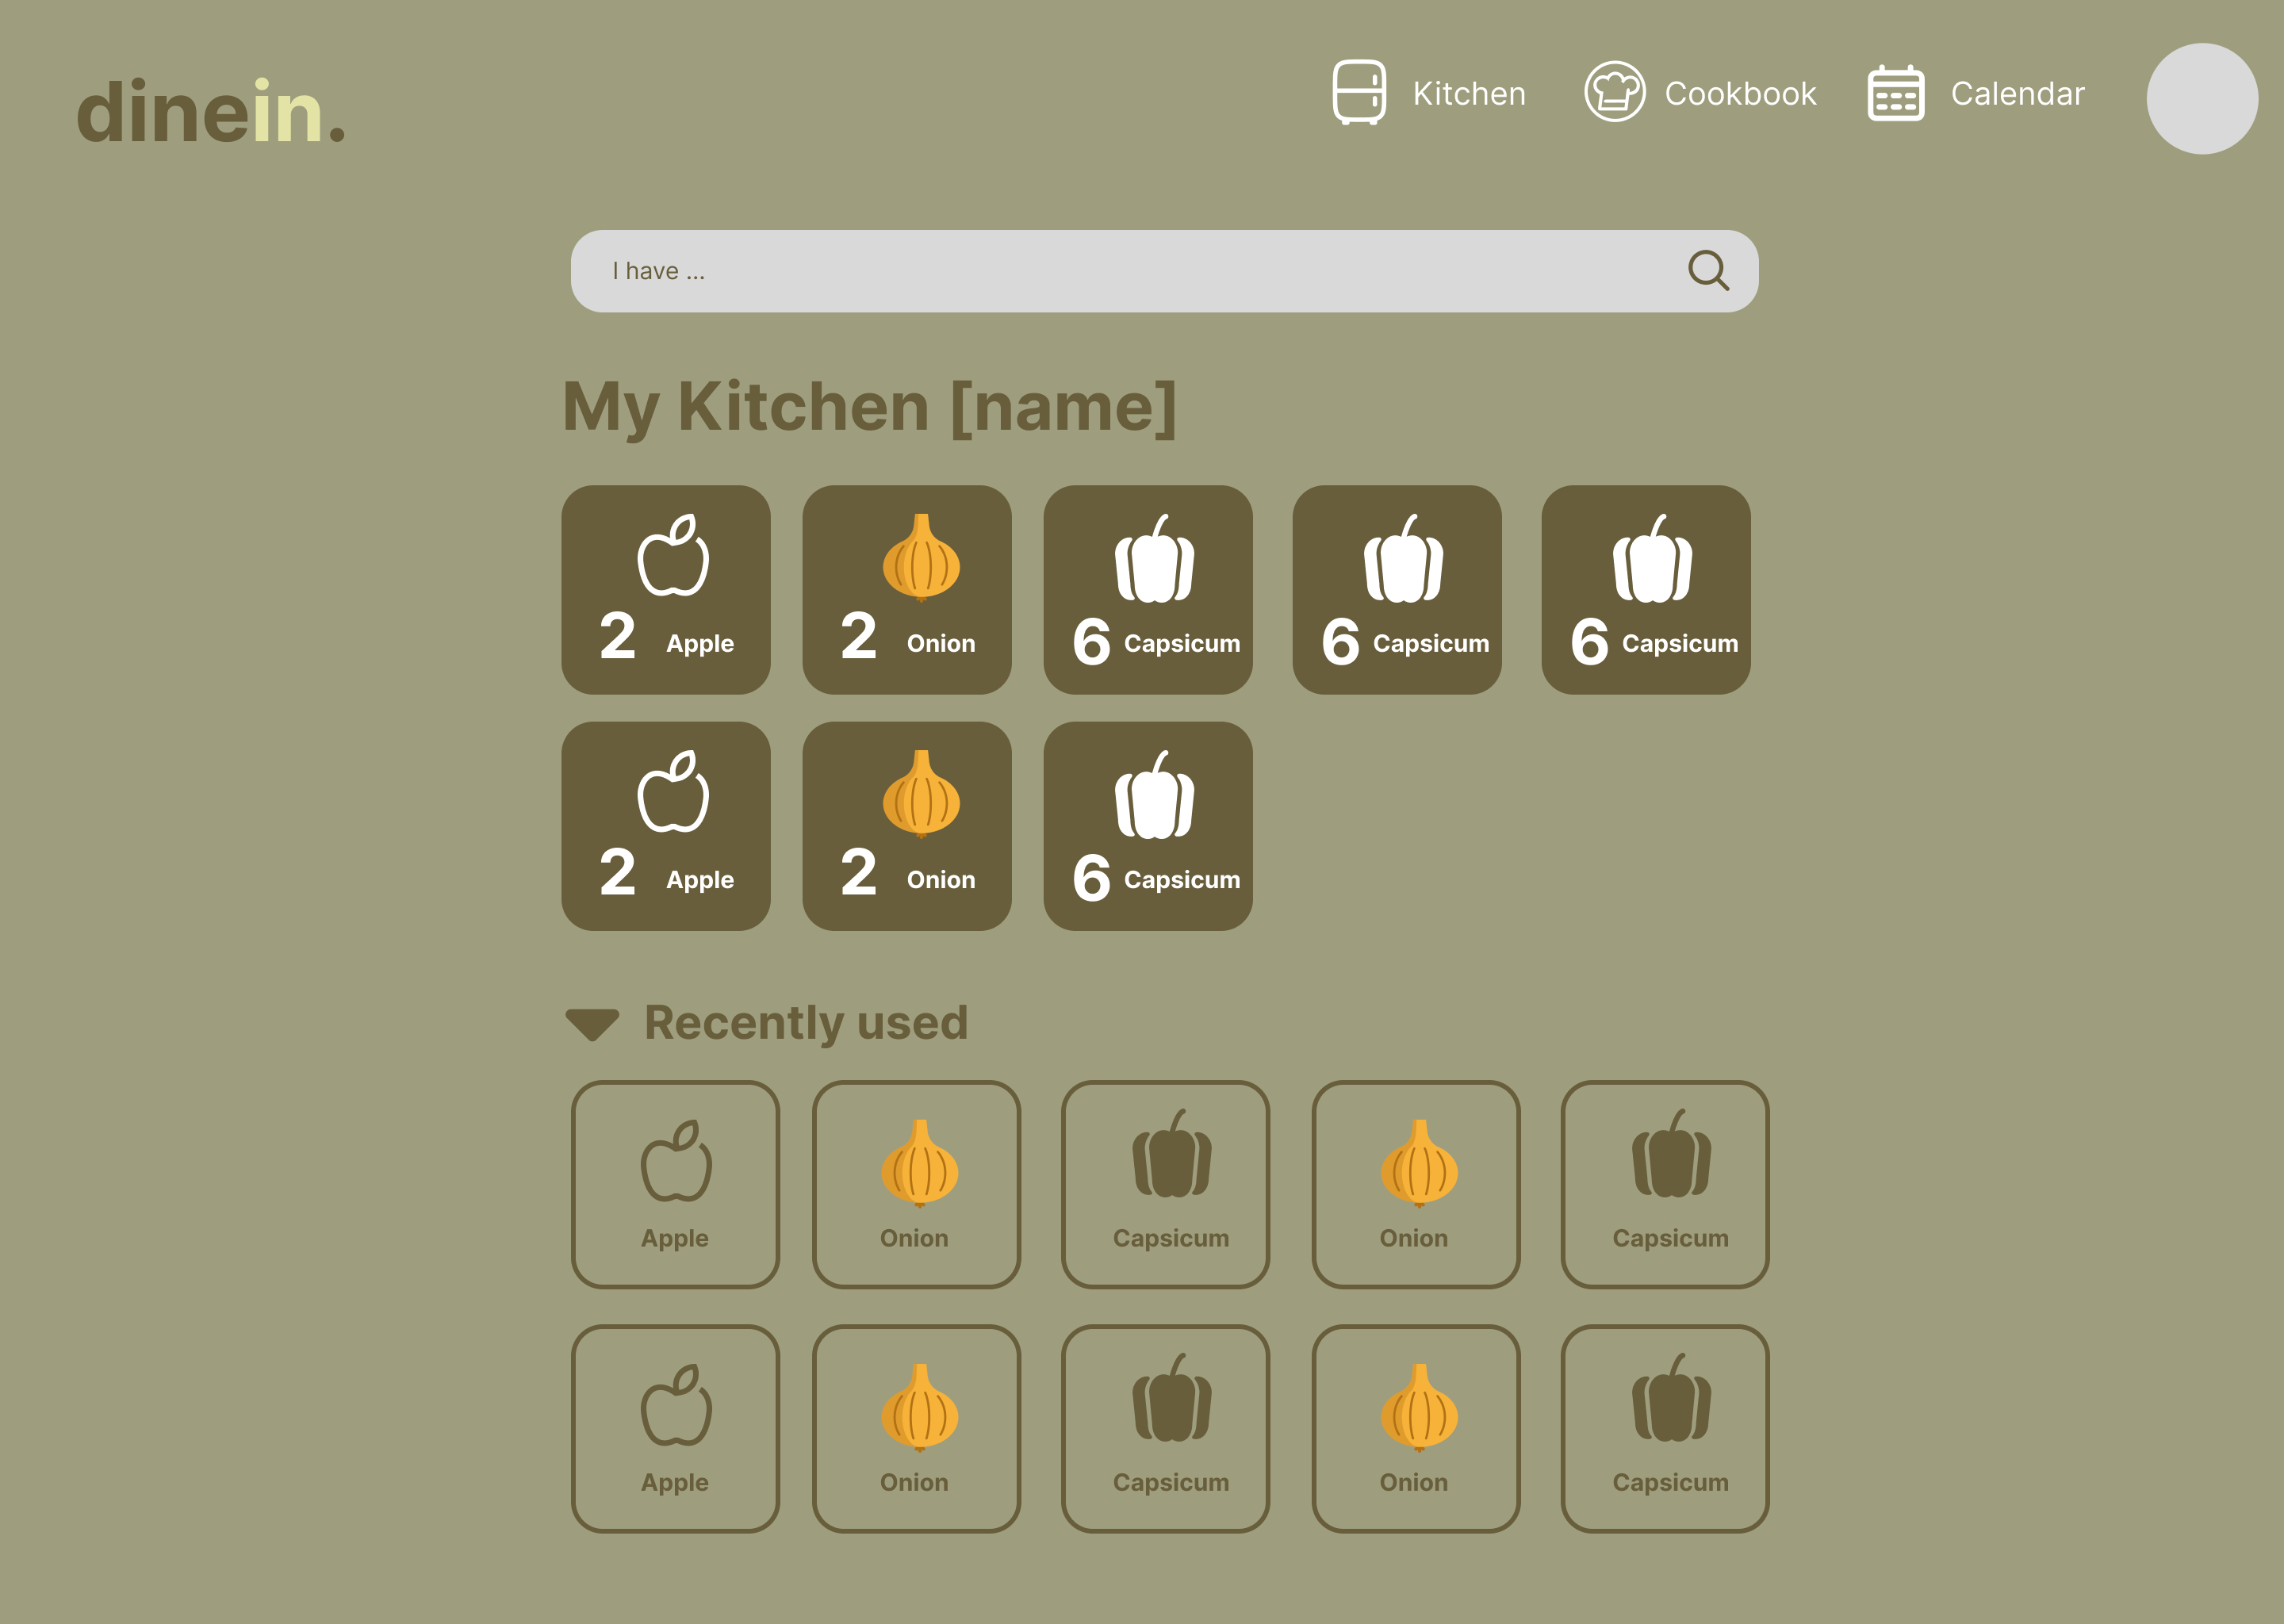 dinein.
Kitchen Cookbook Calendar
I have ...
My Kitchen [name]
2 Apple 2 Onion 6 Capsicum 6 Capsicum 6 Capsicum
2 Apple 2 Onion 6 Capsicum
Recently used
Apple Onion Capsicum Onion Capsicum
Apple Onion Capsicum Onion Capsicum